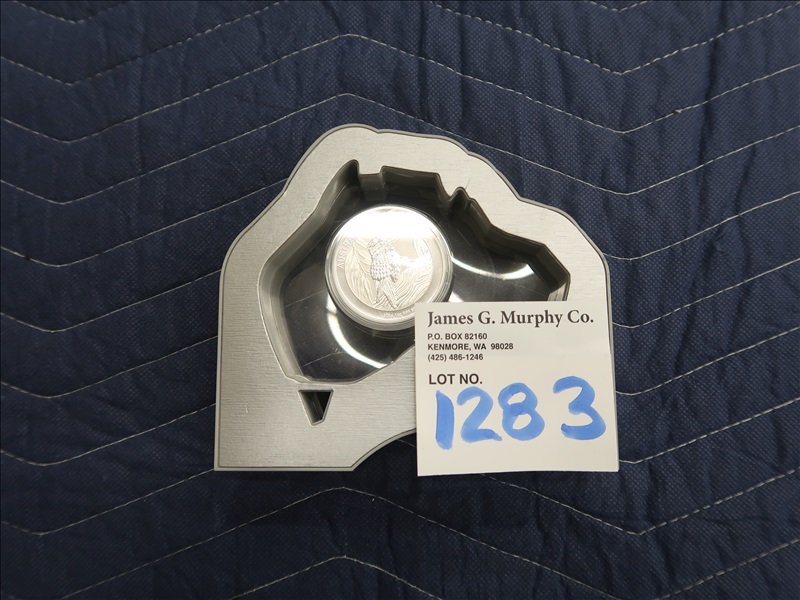 James G. Murphy Co.
P.O. BOX 82160
KENMORE, WA 98028
(425) 486-1246
LOT NO.
1283